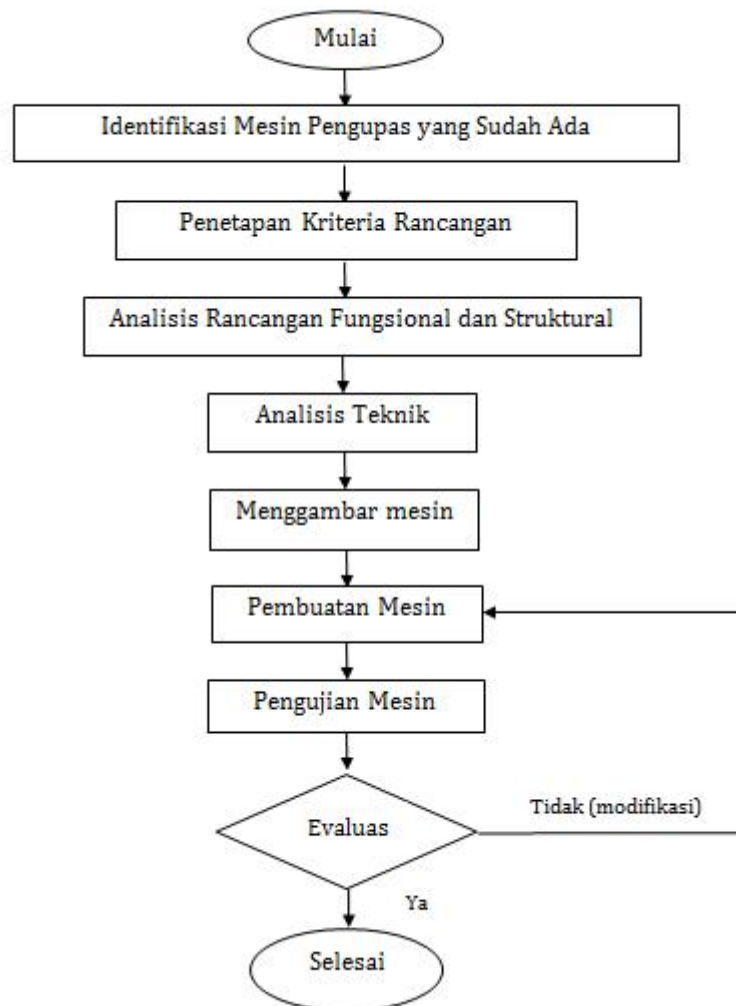 Mulai
Identifikasi Mesin Pengupas yang Sudah Ada
Penetapan Kriteria Rancangan
Analisis Rancangan Fungsional dan Struktural
Analisis Teknik
Menggambar mesin
Pembuatan Mesin
Pengujian Mesin
Evaluas
Tidak (modifikasi)
Ya
Selesai